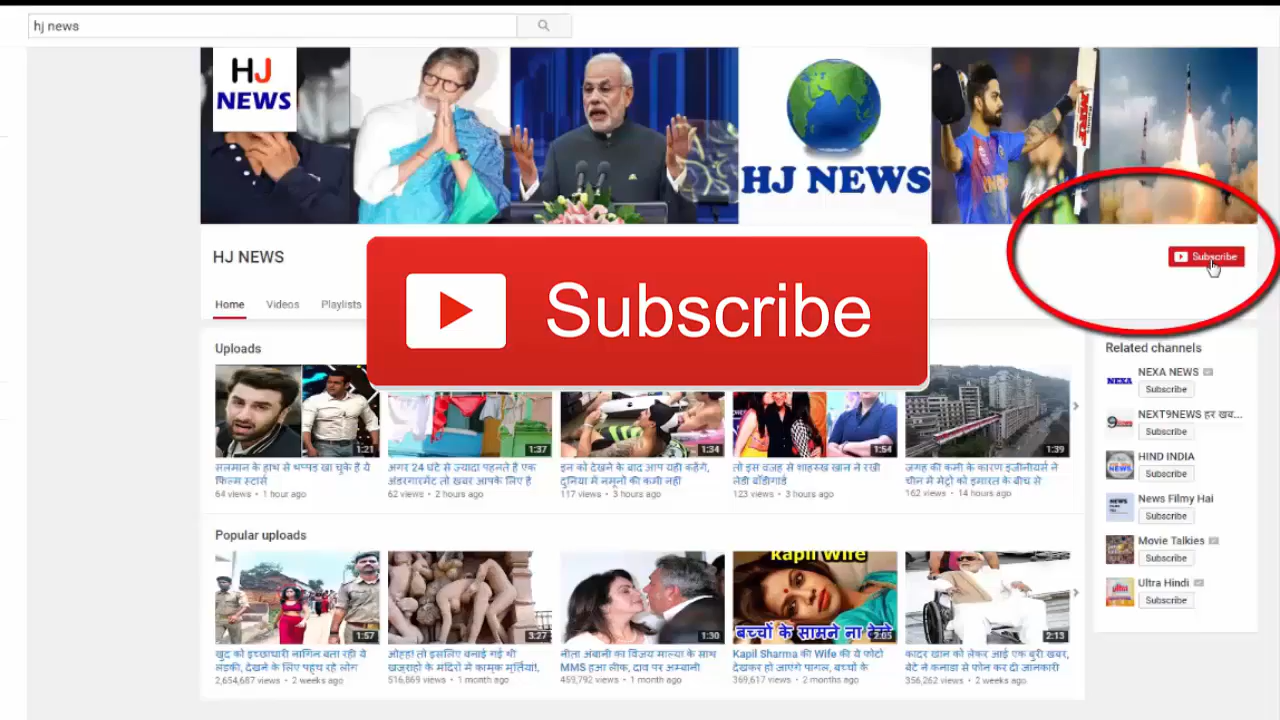 hj news
HJ
NEWS
HJ NEWS
INDIA
HJ NEWS
Subscribe
Subscribe
Home Videos Playlists
Uploads
Related channels
NEXA NEWS
NEXA
Subscribe
NEXT9NEWS हर खब...
Subscribe
HIND INDIA
NEWS
Subscribe
News Filmy Hai
NEWS
Subscribe
Movie Talkies
Subscribe
Ultra Hindi
Subscribe
1:21
1:37
1:34
1:54
1:39
सलमान के हाथ से थप्पड़ खा चुके हैं ये
फिल्म स्टार्स
64 views • 1 hour ago
अगर 24 घंटे से ज्यादा पहनते हैं एक
अंडरगारमेंट तो खबर आपके लिए है
62 views • 2 hours ago
इन को देखने के बाद आप यही कहेंगे,
दुनिया में नमूनों की कमी नहीं
117 views • 3 hours ago
तो इस वजह से शाहरुख खान ने रखी
लेडी बॉडीगार्ड
123 views • 3 hours ago
जगह की कमी के कारण इंजीनीयर्स ने
चीन में मेट्रो को इमारत के बीच से
162 views • 14 hours ago
Popular uploads
1:57
3:27
1:30
kapil Wife
बच्चों के सामने ना देखे
2:05
2:13
खुद को इच्छाधारी नागिन बता रही ये
लड़की, देखने के लिए पहुंच रहे लोग
2,654,687 views • 2 weeks ago
ओहहा तो इसलिए बनाई गई थी
खजुराहो के मंदिरों में कामुक मूर्तियां!,
516,869 views • 1 month ago
नीता अंबानी का विजय माल्या के साथ
MMS हुआ लीक, दाव पर अम्बानी
459,792 views • 1 month ago
Kapil Sharma की Wife की ये फोटो
देखकर हो जाएंगे पागल, बच्चों के
369,617 views • 2 months ago
कादर खान को लेकर आई एक बुरी खबर,
बेटे ने कनाडा से फोन कर दी जानकारी
356,262 views • 2 weeks ago